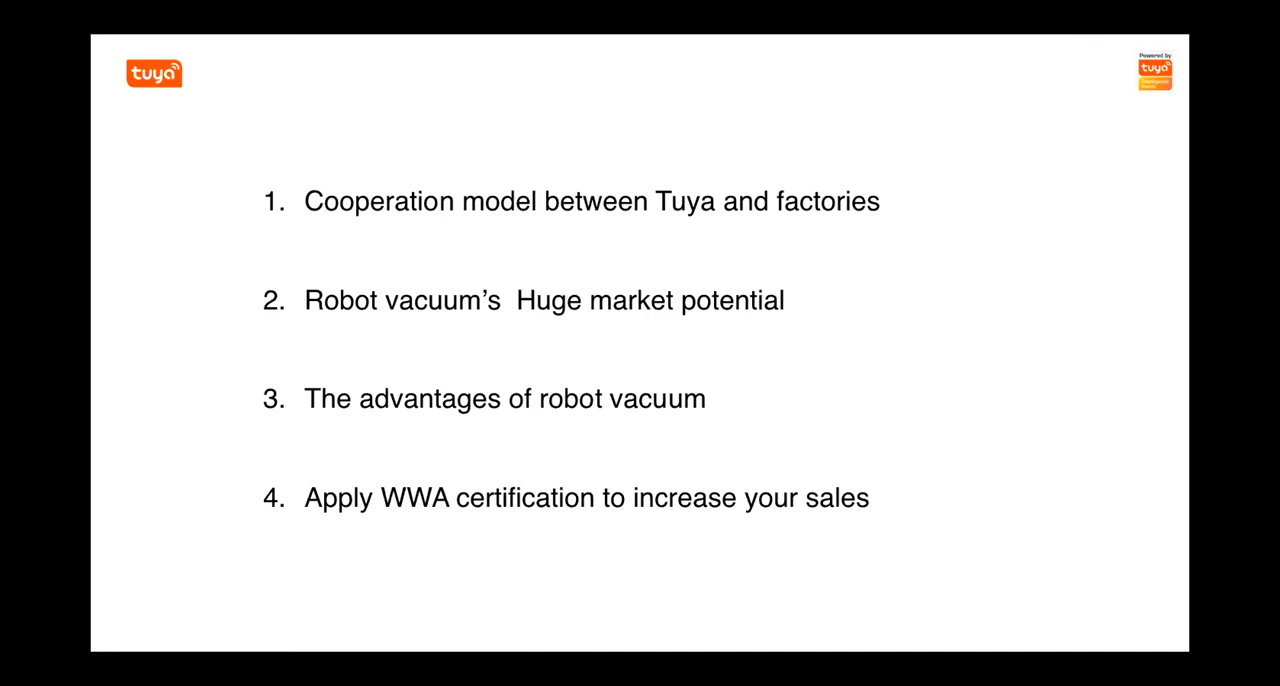 tuya
Powered by
tuya
1. Cooperation model between Tuya and factories
2. Robot vacuum’s  Huge market potential
3. The advantages of robot vacuum
4. Apply WWA certification to increase your sales